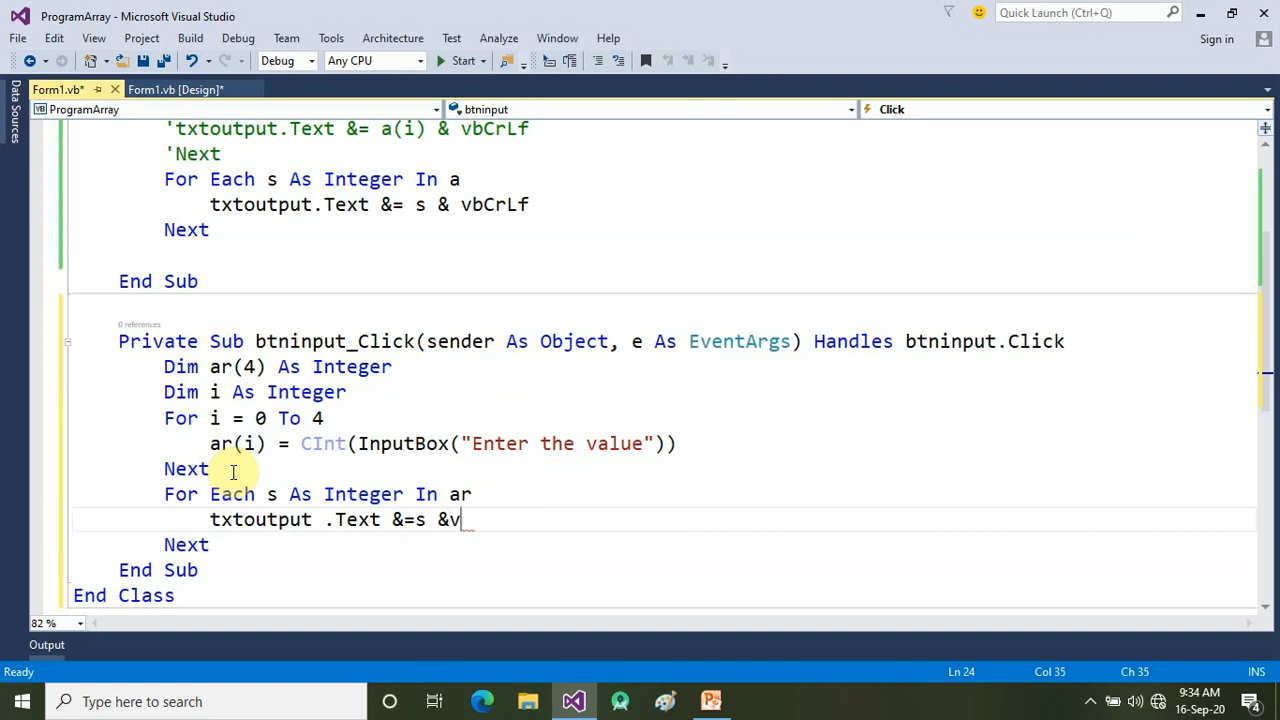 ProgramArray - Microsoft Visual Studio
Quick Launch (Ctrl+Q)
File Edit View Project Build Debug Team Tools Architecture Test Analyze Window Help
Sign in
Debug Any CPU Start
Data Sources
Form1.vb* Form1.vb [Design]*
VB ProgramArray btninput Click
'txtoutput.Text &= a(i) & vbCrLf
'Next
For Each s As Integer In a
txtoutput.Text &= s & vbCrLf
Next
End Sub
0 references
Private Sub btninput_Click(sender As Object, e As EventArgs) Handles btninput.Click
Dim ar(4) As Integer
Dim i As Integer
For i = 0 To 4
ar(i) = CInt(InputBox("Enter the value"))
Next
For Each s As Integer In ar
txtoutput .Text &=s &v
Next
End Sub
End Class
82 %
Output
Ready Ln 24 Col 35 Ch 35 INS
Type here to search
9:34 AM
16-Sep-20
4